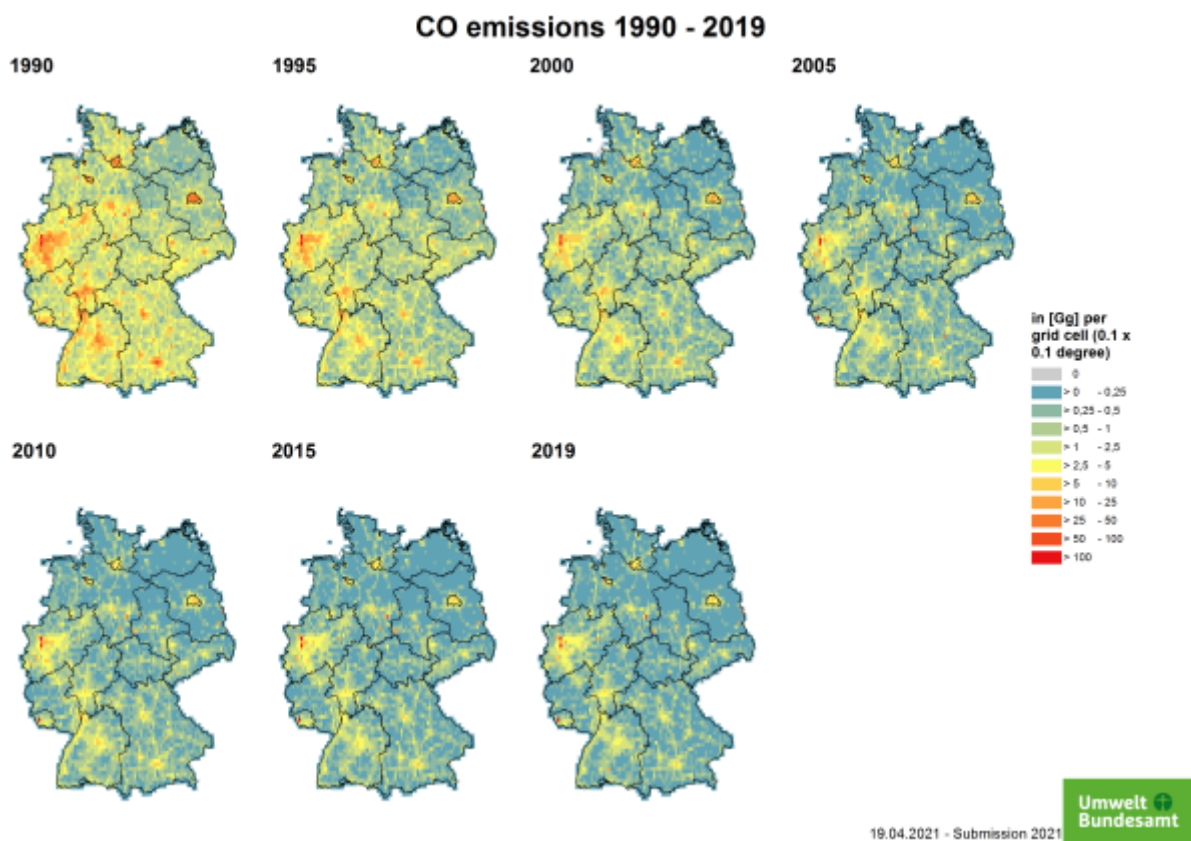 CO emissions 1990 - 2019
1990
1995
2000
2005
in [Gg] per
grid cell (0.1 x
0.1 degree)
0
> 0 - 0,25
> 0,25 - 0,5
> 0,5 - 1
> 1 - 2,5
> 2,5 - 5
> 5 - 10
> 10 - 25
> 25 - 50
> 50 - 100
> 100
2010
2015
2019
19.04.2021 - Submission 2021
Umwelt
Bundesamt